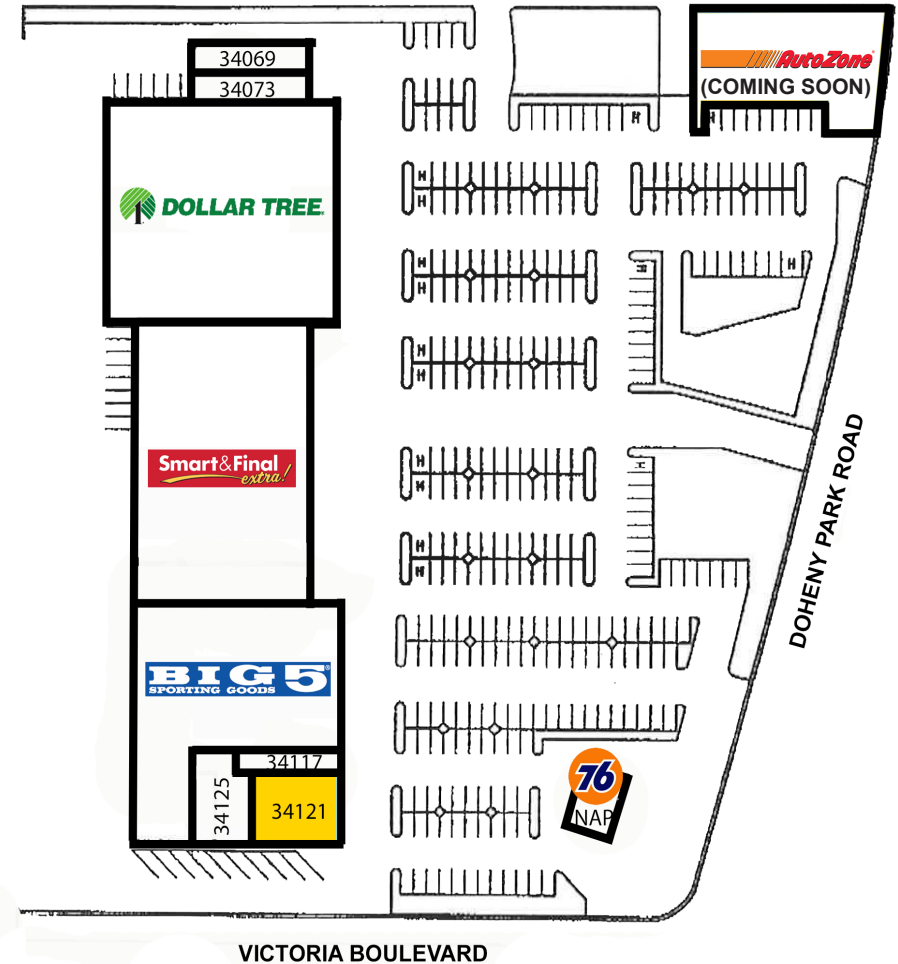 34069
34073
AutoZone
(COMING SOON)
H
H
DOLLAR TREE
H
H
H
H
H
H
H
H
Smart&Final
extra!
H
H
H
H
H
DOHENY PARK ROAD
BIG 5
SPORTING GOODS
34117
34125
34121
76
NAP
VICTORIA BOULEVARD